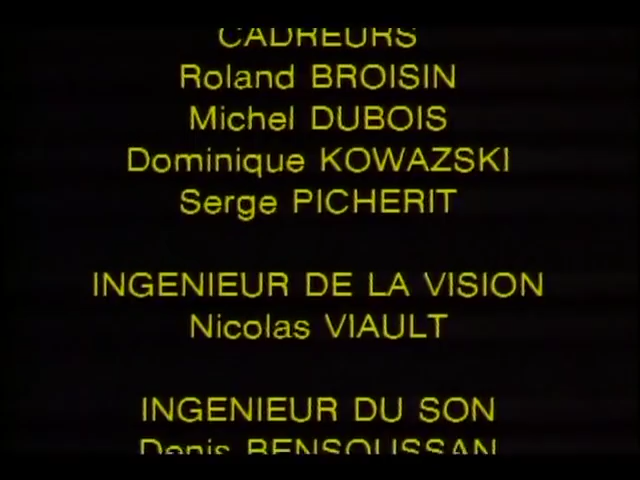 CADREURS
Roland BROISIN
Michel DUBOIS
Dominique KOWAZSKI
Serge PICHERIT
INGENIEUR DE LA VISION
Nicolas VIAULT
INGENIEUR DU SON
Denis BENSOUSSAN